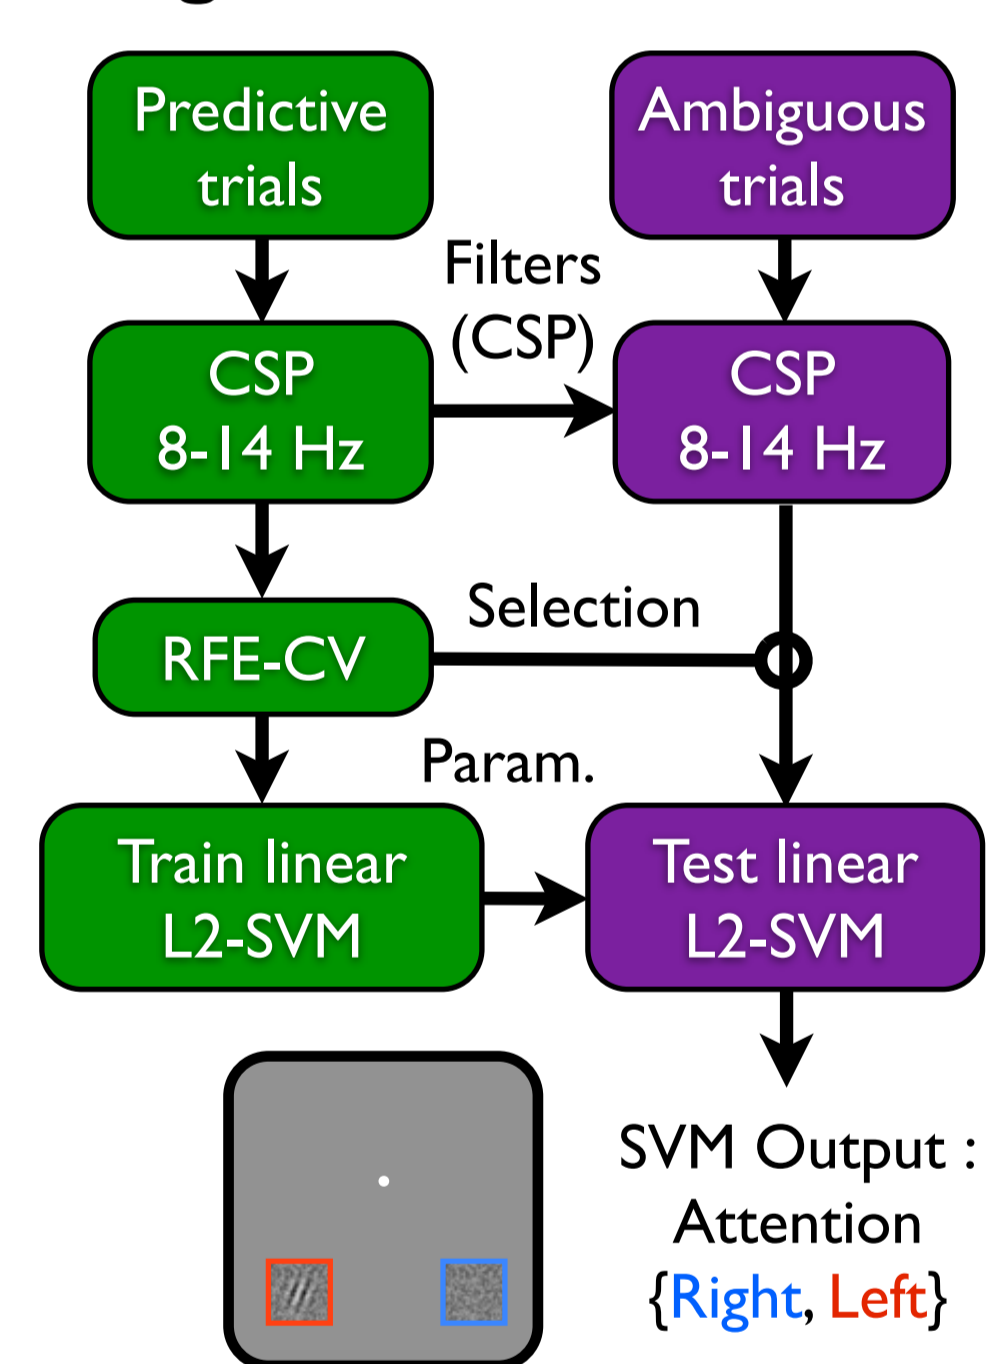 Predictive
trials
Ambiguous
trials
Filters
(CSP)
CSP
8-14 Hz
CSP
8-14 Hz
Selection
RFE-CV
Param.
Train linear
L2-SVM
Test linear
L2-SVM
SVM Output :
Attention
{Right, Left}